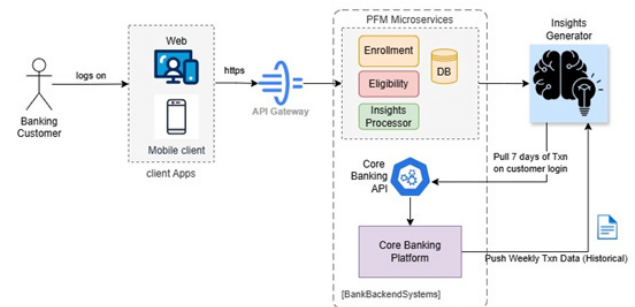 PFM Microservices
Insights
Generator
Web
Enrollment
DB
logs on
https
Eligibility
API Gateway
Insights
Processor
Banking
Customer
Mobile client
client Apps
Core
Banking
API
Pull 7 days of Txn
on customer login
Core Banking
Platform
Push Weekly Txn Data (Historical)
[BankBackendSystems]